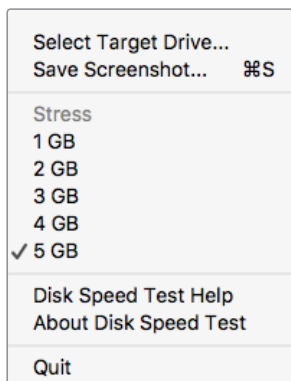 Select Target Drive...
Save Screenshot... ⌘S
Stress
1 GB
2 GB
3 GB
4 GB
✓ 5 GB
Disk Speed Test Help
About Disk Speed Test
Quit